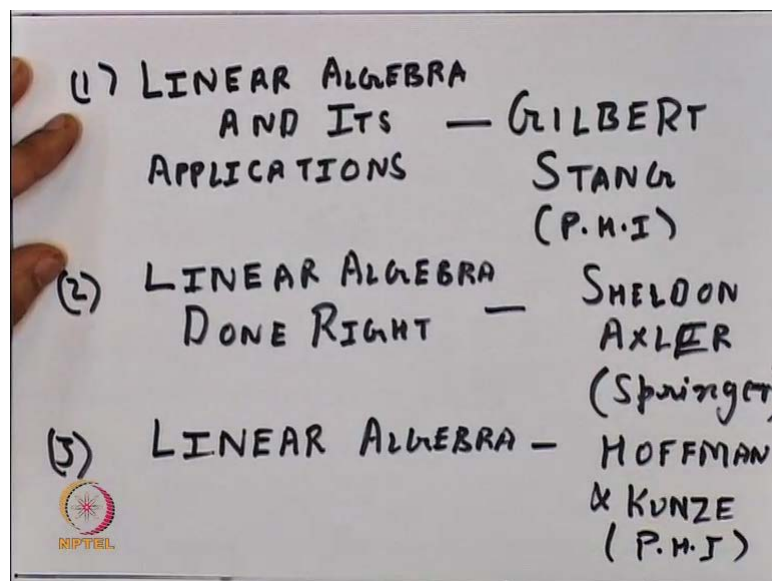 (1) LINEAR ALGEBRA
AND ITS — GILBERT
APPLICATIONS STANG
(P.H.I)
(2) LINEAR ALGEBRA — SHELDON
DONE RIGHT AXLER
(Springer)
(3) LINEAR ALGEBRA — HOFFMAN
& KUNZE
(P.H.I)
NPTEL